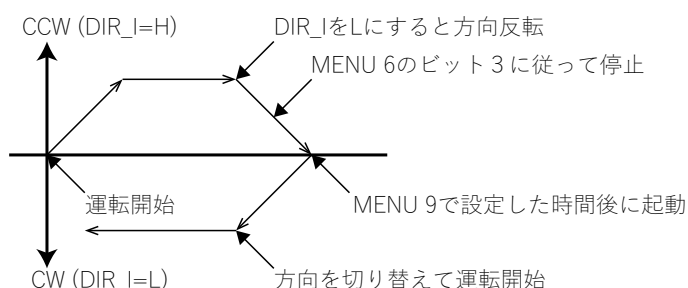 CCW (DIR_I=H)
DIR_IをLにすると方向反転
MENU 6のビット３に従って停止
運転開始
MENU 9で設定した時間後に起動
CW (DIR_I=L)
方向を切り替えて運転開始